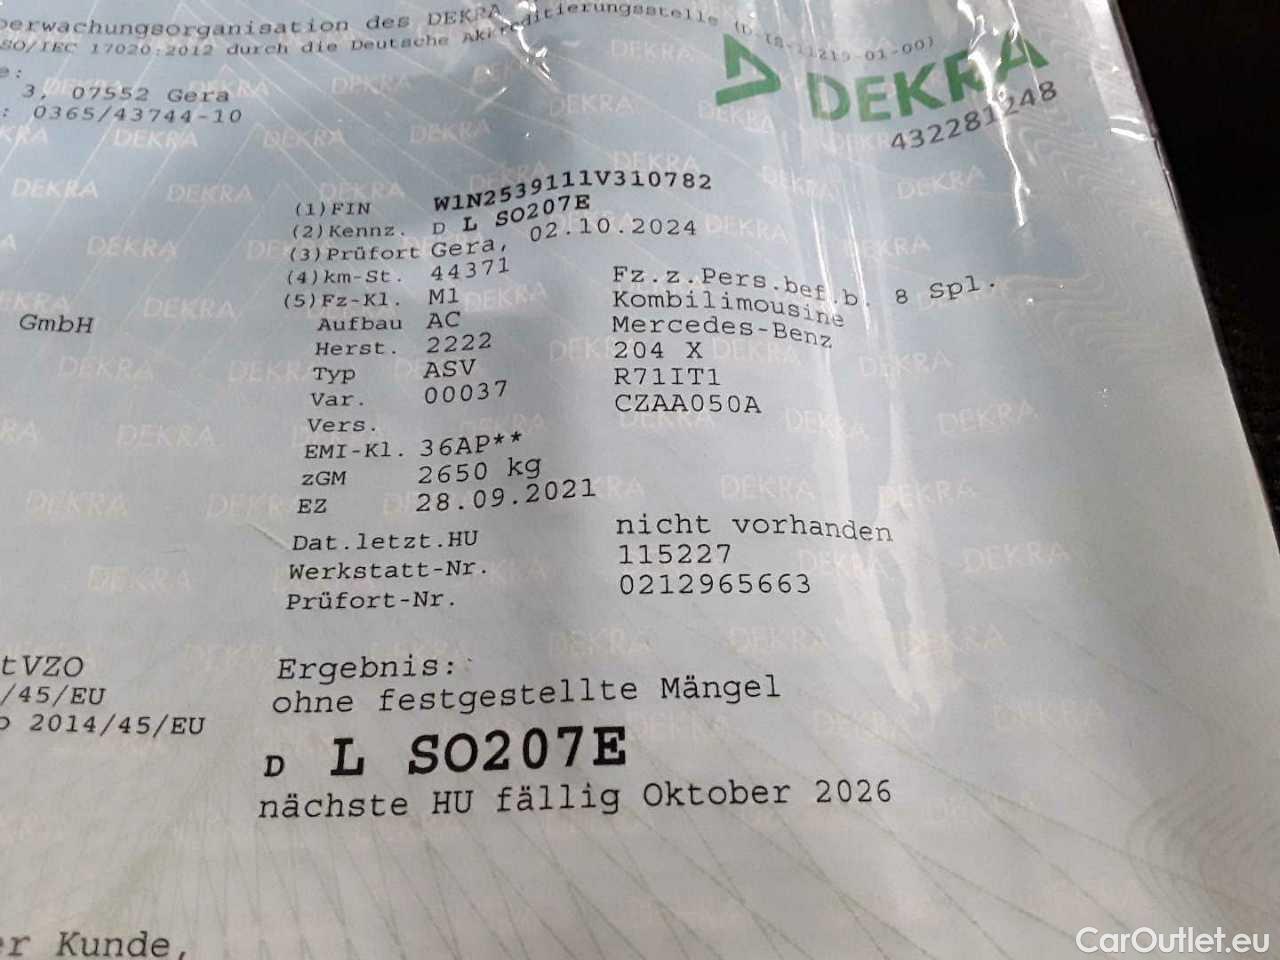 berwachungsorganisation des DEKRA
SO/IEC 17020:2012 durch die Deutsche Akkreditierungsstelle (D-IS-11219-01-00)
e:
3, 07552 Gera
: 0365/43744-10
DEKRA
432281248
(1) FIN W1N2539111V310782
(2) Kennz. D L SO207E
(3) Prüfort Gera, 02.10.2024
(4) km-St. 44371
(5) Fz-Kl. M1 Fz.z.Pers.bef.b. 8 Spl.
Aufbau AC Kombilimousine
GmbH
Herst. 2222 Mercedes-Benz
Typ ASV 204 X
Var. 00037 R71IT1
Vers. CZAA050A
EMI-Kl. 36AP**
zGM 2650 kg
EZ 28.09.2021
Dat.letzt.HU nicht vorhanden
Werkstatt-Nr. 115227
Prüfort-Nr. 0212965663
tVZO
/45/EU
2014/45/EU
Ergebnis:
ohne festgestellte Mängel
D L SO207E
nächste HU fällig Oktober 2026
er Kunde,
CarOutlet.eu